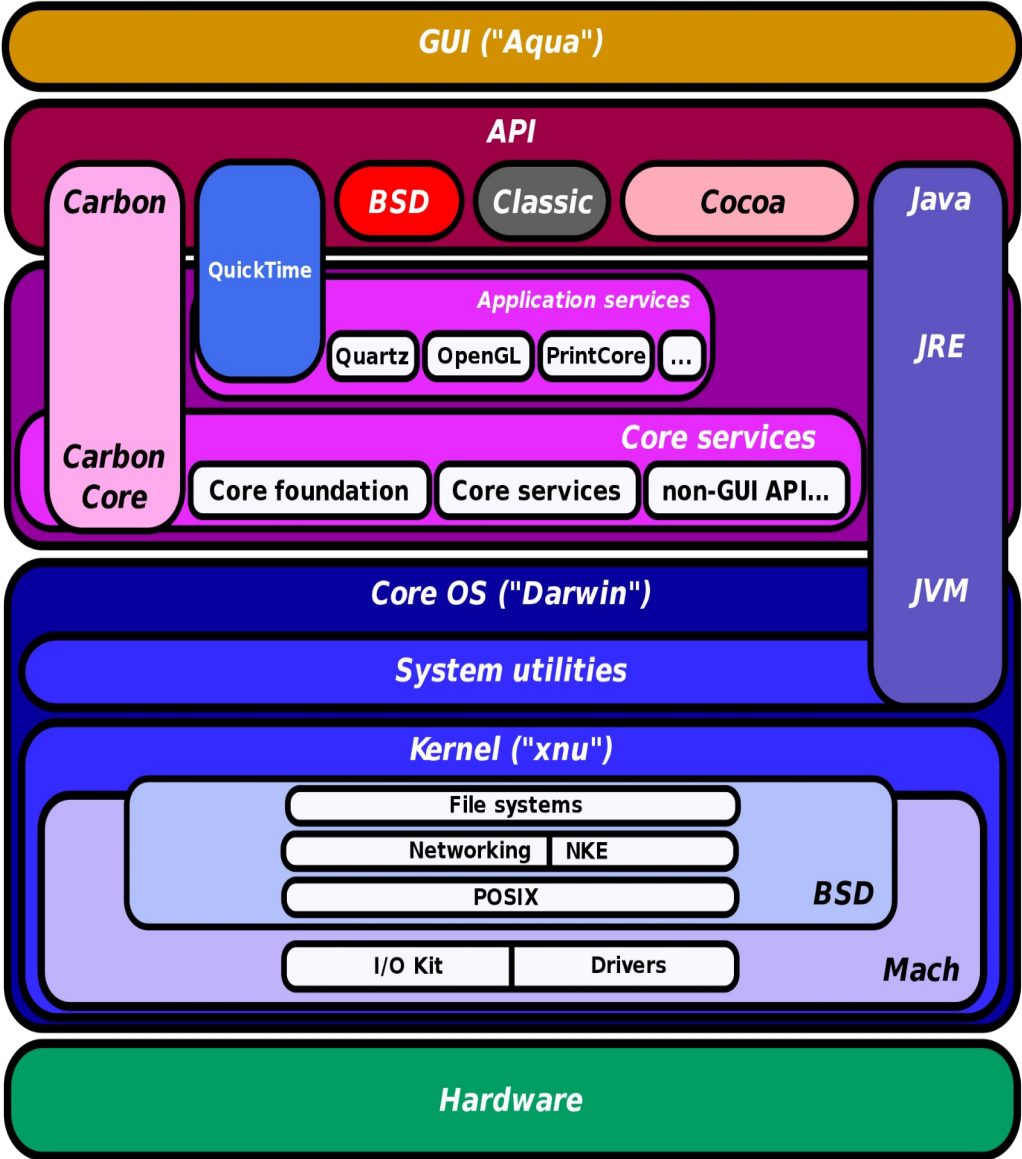 GUI ("Aqua")
API
Carbon
BSD
Classic
Cocoa
Java
QuickTime
Application services
Quartz
OpenGL
PrintCore
...
JRE
Core services
Carbon
Core
Core foundation
Core services
non-GUI API...
Core OS ("Darwin")
JVM
System utilities
Kernel ("xnu")
File systems
Networking
NKE
POSIX
BSD
I/O Kit
Drivers
Mach
Hardware